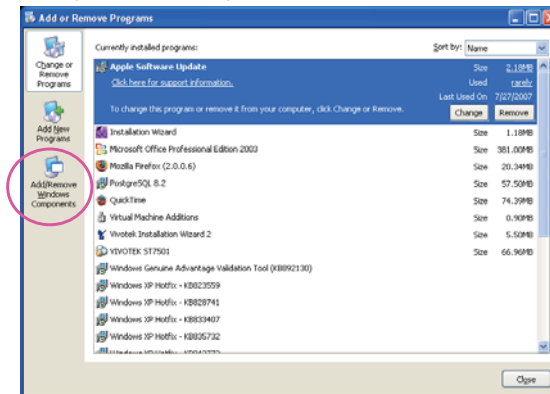 Add or Remove Programs
Change or
Remove
Programs
Add New
Programs
Add/Remove
Windows
Components
Currently installed programs:
Sort by: Name
Apple Software Update Size 2.18MB
Click here for support information. Used rarely
Last Used On 7/27/2007
To change this program or remove it from your computer, click Change or Remove. Change Remove
Installation Wizard Size 1.18MB
Microsoft Office Professional Edition 2003 Size 381.00MB
Mozilla Firefox (2.0.0.6) Size 20.34MB
PostgreSQL 8.2 Size 57.50MB
QuickTime Size 74.39MB
Virtual Machine Additions Size 0.90MB
Vivotek Installation Wizard 2 Size 5.50MB
VIVOTEK ST7501 Size 66.96MB
Windows Genuine Advantage Validation Tool (KB892130)
Windows XP Hotfix - KB823559
Windows XP Hotfix - KB828741
Windows XP Hotfix - KB833407
Windows XP Hotfix - KB835732
Close